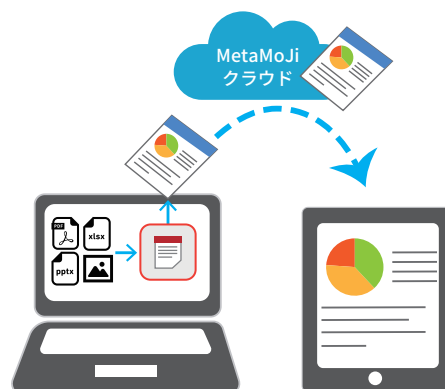 MetaMoJi
クラウド
PDF
xlsx
pptx